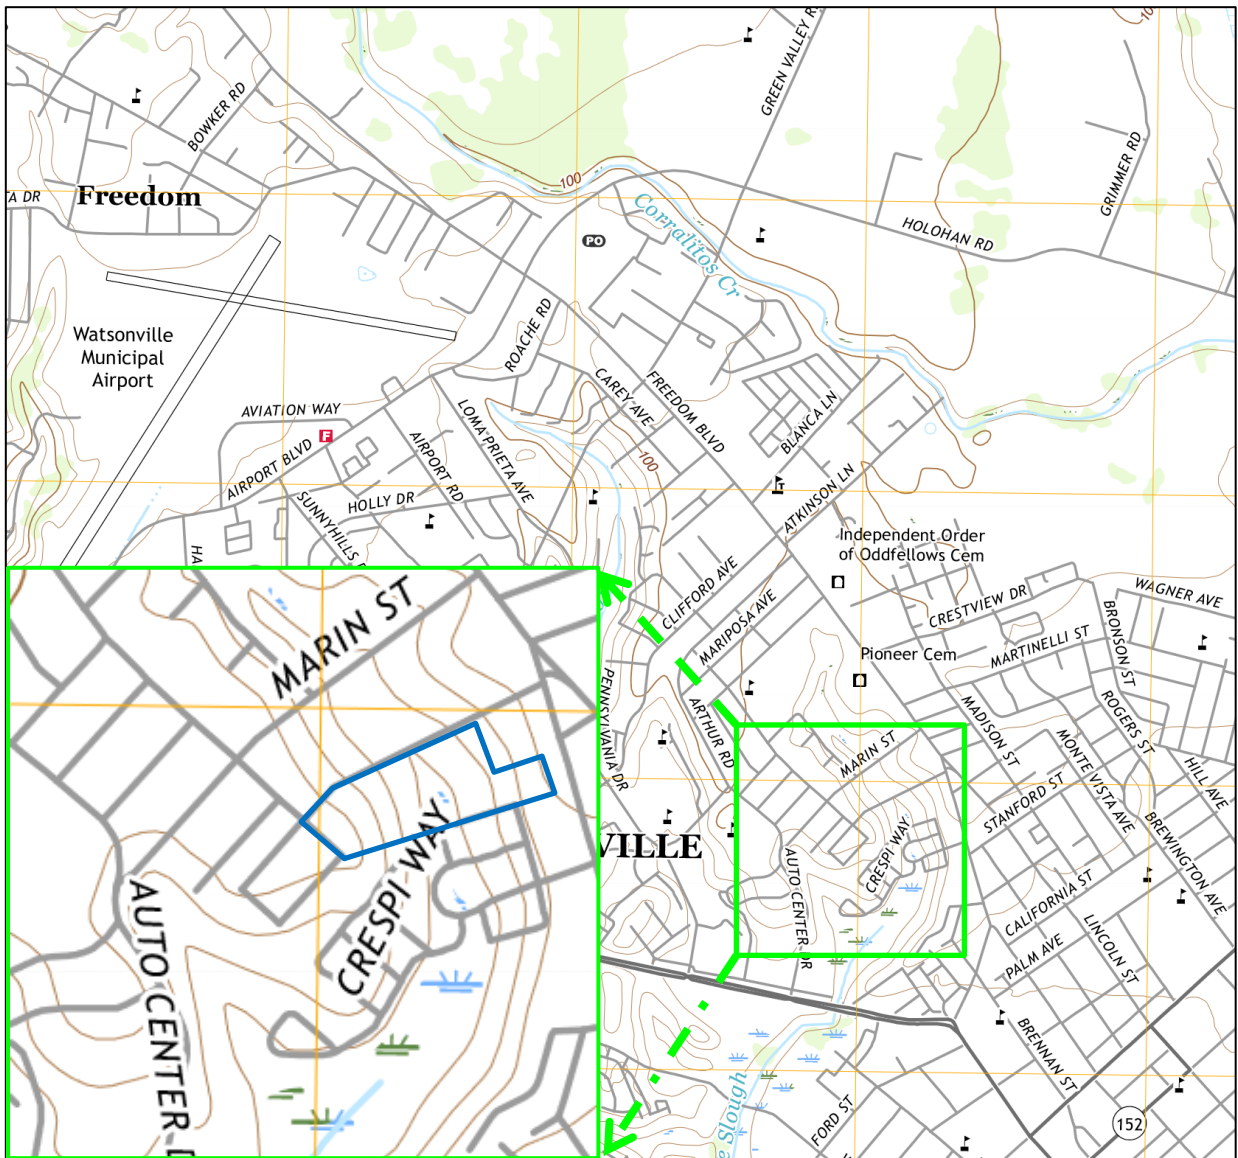 GREEN VALLEY R
10
BOWKER RD
GRIMMER RD
100
TA DR
Freedom
Corralitos Cr
PO
HOLOHAN RD
Watsonville
Municipal
Airport
ROACHE RD
CAREY AVE
FREEDOM BLVD
BLANCA LN
AVIATION WAY
F
AIRPORT BLVD
AIRPORT RD
LOMA PRIETA AVE
100
HOLLY DR
SUNNYHILLS
ATKINSON LN
T
HA
Independent Order
of Oddfellows Cem
CLIFFORD AVE
MARIPOSA AVE
CRESTVIEW DR
WAGNER AVE
BRONSON ST
MARTINELLI ST
Pioneer Cem
PENNSYLVANIA DR
ARTHUR RD
MARIN ST
MADISON ST
MONTE VISTA AVE
ROGERS ST
HILL AVE
STANFORD ST
BREWINGTON AVE
VILLE
AUTO CENTER DR
CRESPI WAY
CALIFORNIA ST
LINCOLN ST
PALM AVE
BRENNAN ST
FORD ST
e Slough
152
MARIN ST
CRESPI WAY
AUTO CENTER D